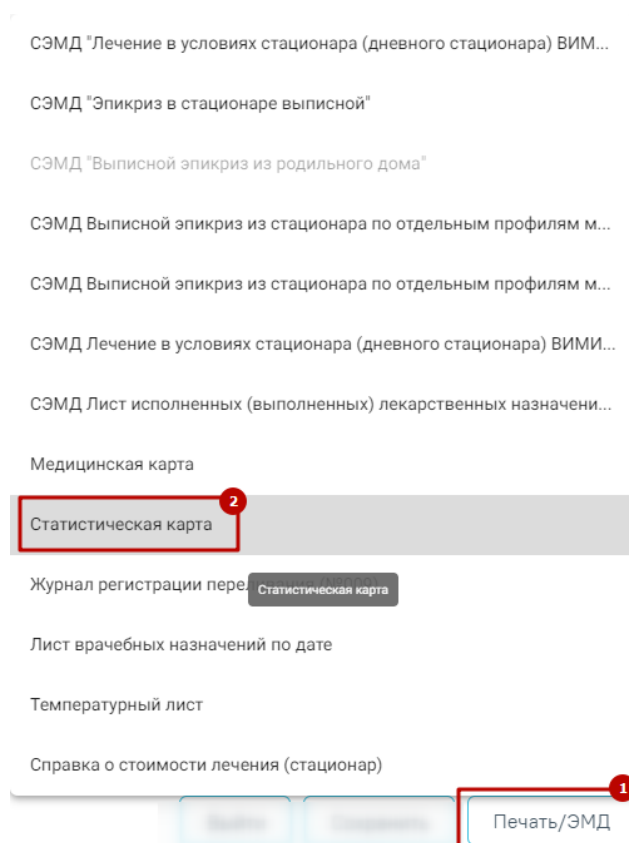 СЭМД "Лечение в условиях стационара (дневного стационара) ВИМ...
СЭМД "Эпикриз в стационаре выписной"
СЭМД "Выписной эпикриз из родильного дома"
СЭМД Выписной эпикриз из стационара по отдельным профилям м...
СЭМД Выписной эпикриз из стационара по отдельным профилям м...
СЭМД Лечение в условиях стационара (дневного стационара) ВИМИ...
СЭМД Лист исполненных (выполненных) лекарственных назначени...
Медицинская карта
2
Статистическая карта
Журнал регистрации переливания (№009)
Статистическая карта
Лист врачебных назначений по дате
Температурный лист
Справка о стоимости лечения (стационар)
1
Печать/ЭМД